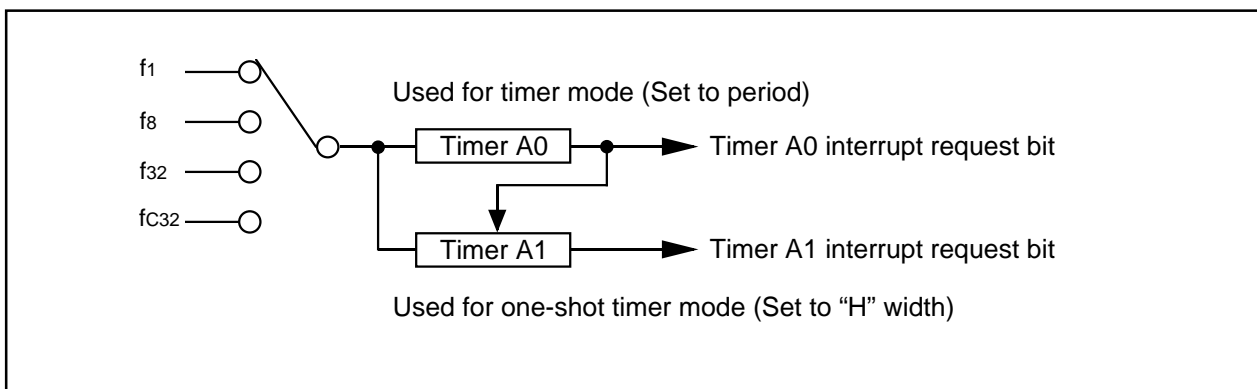 f1
Used for timer mode (Set to period)
f8
Timer A0
Timer A0 interrupt request bit
f32
fC32
Timer A1
Timer A1 interrupt request bit
Used for one-shot timer mode (Set to “H” width)